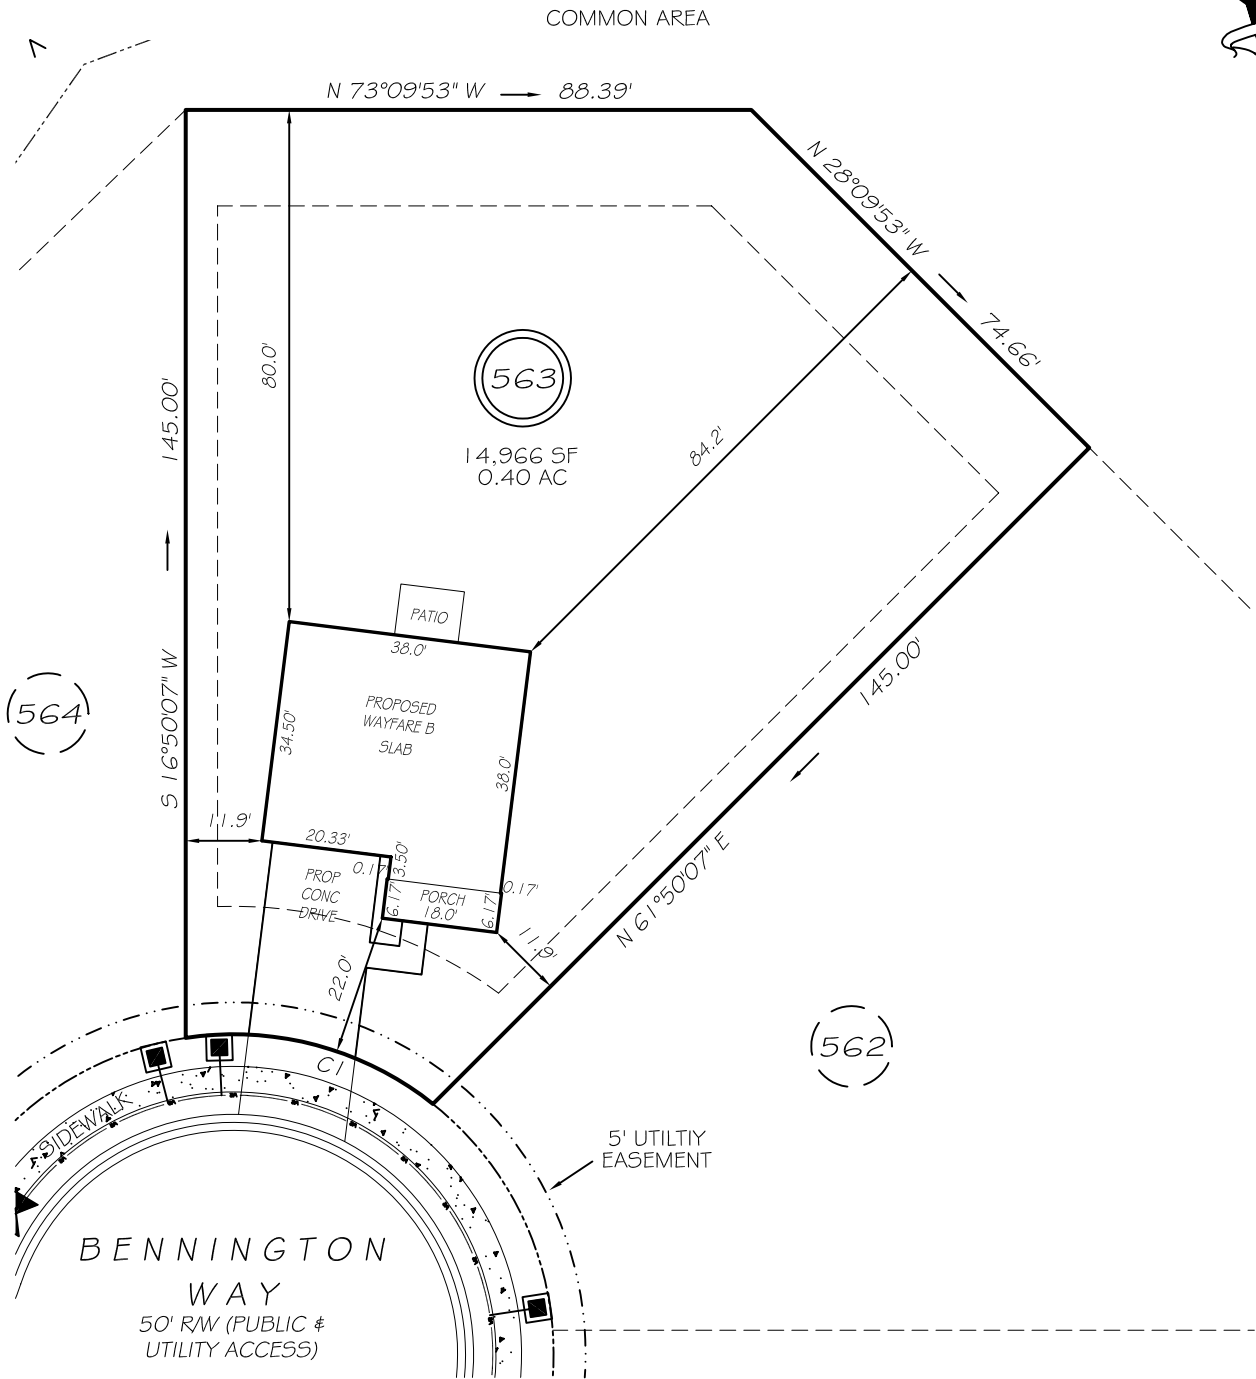 COMMON AREA
N 73°09'53" W
88.39'
N 28°09'53" W
74.66'
80.0'
563
14,966 SF
0.40 AC
84.2'
145.00'
S 16°50'07" W
564
PATIO
38.0'
PROPOSED
WAYFARE B
SLAB
34.50'
38.0'
145.00'
N 61°50'07" E
11.9'
20.33'
3.50'
0.17'
PROP
CONC
DRIVE
PORCH
18.0'
6.17'
6.17'
0.17'
11.9'
22.0'
C1
562
SIDEWALK
5' UTILTIY
EASEMENT
BENNINGTON
WAY
50' R/W (PUBLIC &
UTILITY ACCESS)